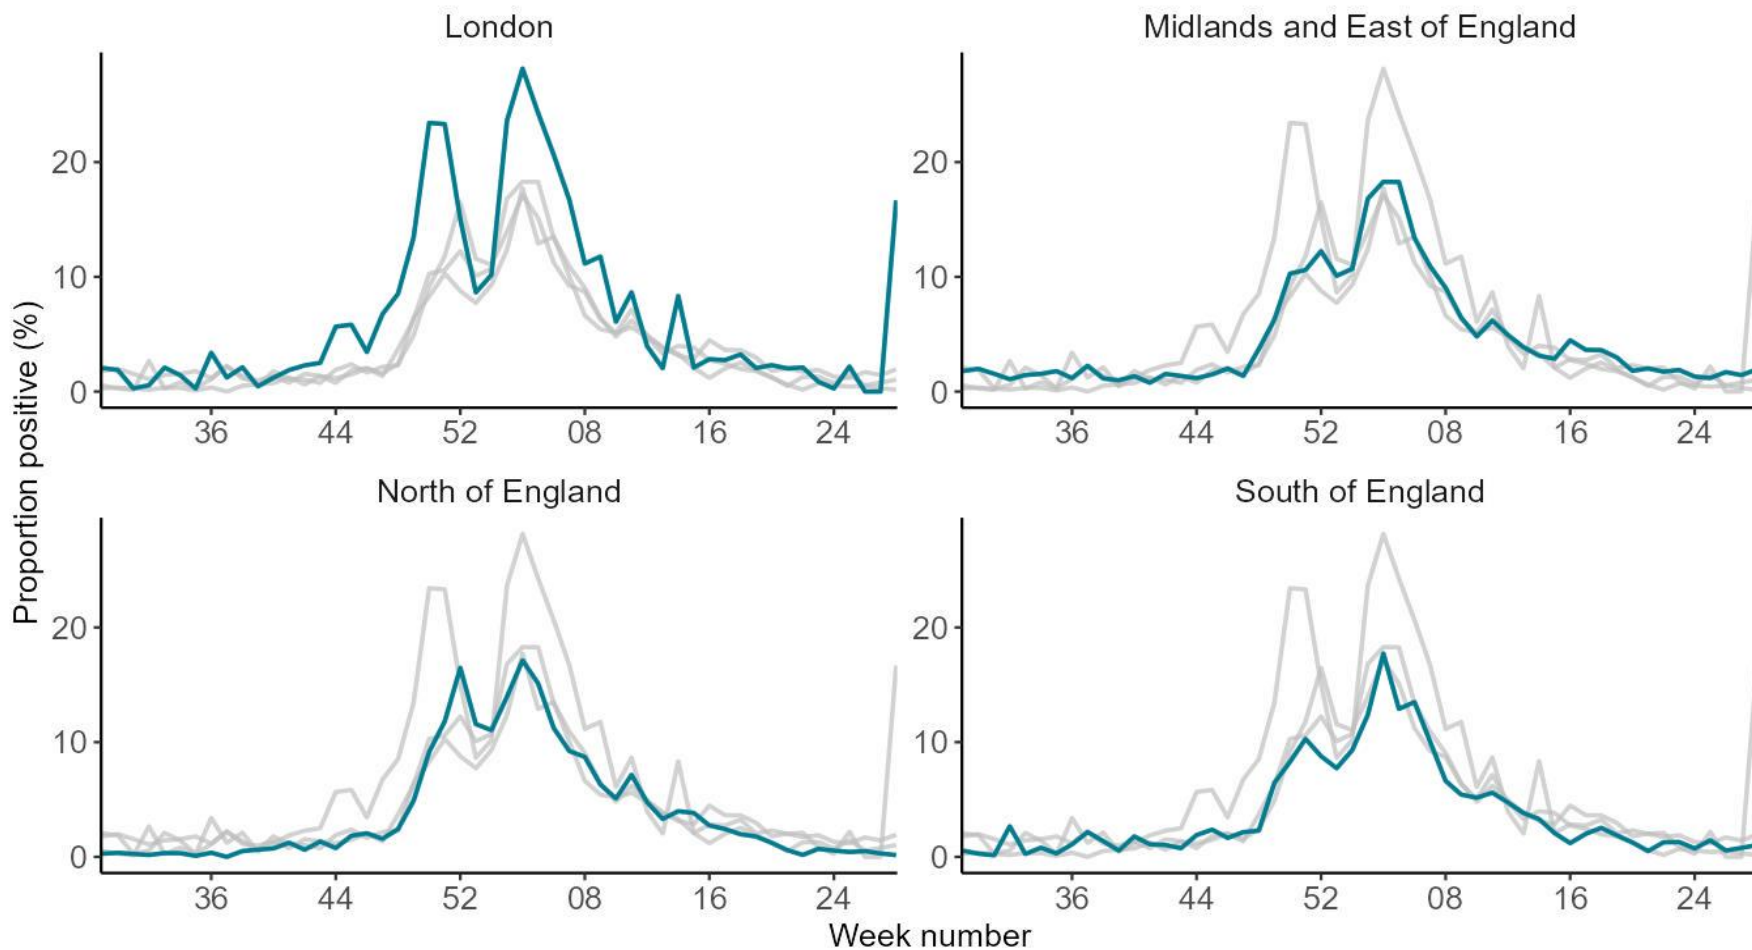 London
Midlands and East of England
20
10
0
36 44 52 08 16 24
20
10
0
36 44 52 08 16 24
North of England
South of England
20
10
0
36 44 52 08 16 24
20
10
0
36 44 52 08 16 24
Proportion positive (%)
Week number